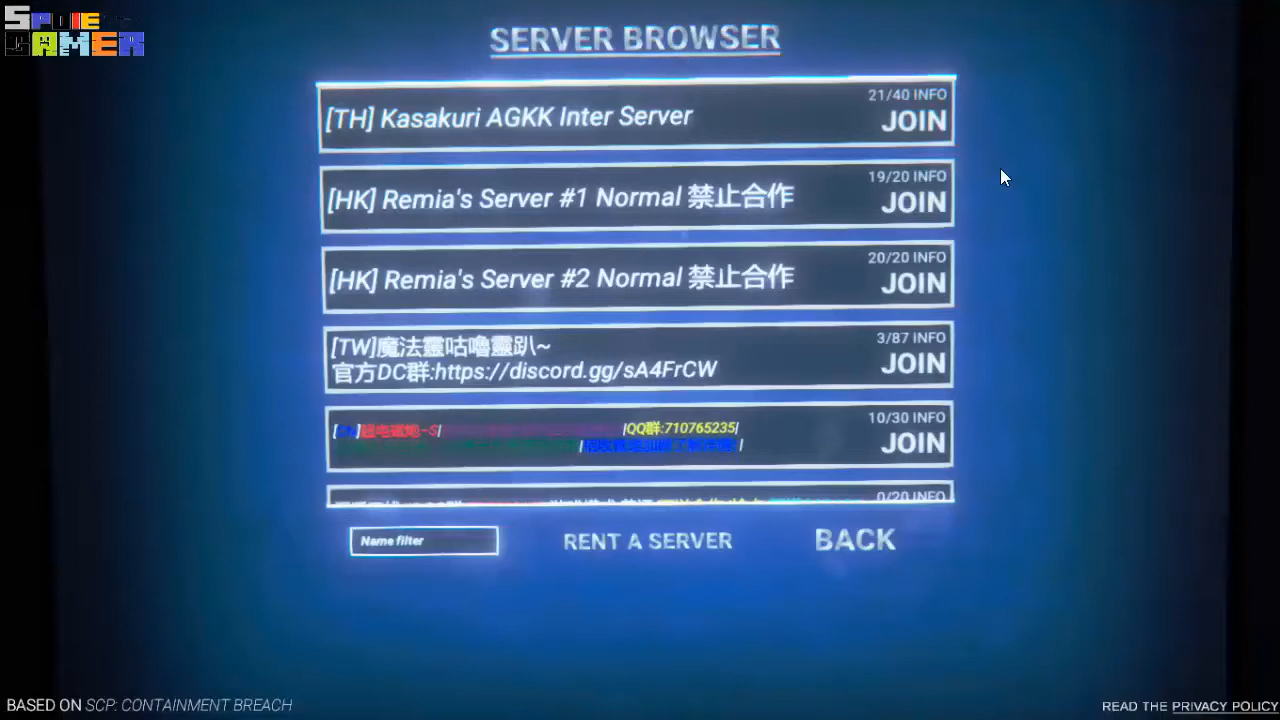 SPDIE
GAMER
SERVER BROWSER
[TH] Kasakuri AGKK Inter Server
21/40 INFO
JOIN
[HK] Remia's Server #1 Normal 禁止合作
19/20 INFO
JOIN
[HK] Remia's Server #2 Normal 禁止合作
20/20 INFO
JOIN
[TW]魔法靈咕嚕靈趴~
官方DC群:https://discord.gg/sA4FrCW
3/87 INFO
JOIN
|QQ群:710765235|
10/30 INFO
JOIN
0/20 INFO
Name filter
RENT A SERVER
BACK
BASED ON SCP: CONTAINMENT BREACH
READ THE PRIVACY POLICY